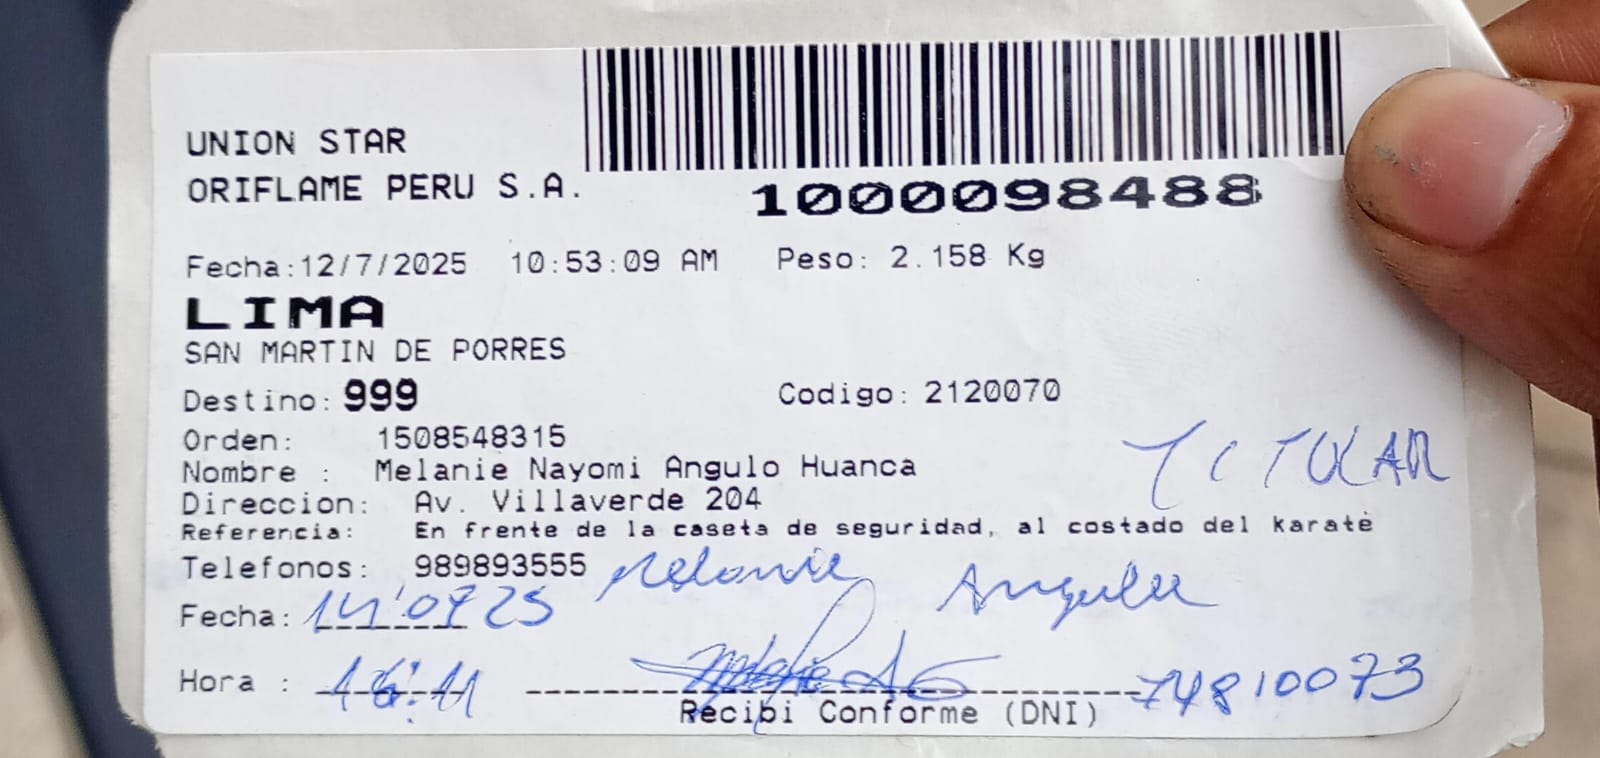 UNION STAR
ORIFLAME PERU S.A.
1000098488
Fecha:12/7/2025 10:53:09 AM Peso: 2.158 Kg
LIMA
SAN MARTIN DE PORRES
Destino: 999 Codigo: 2120070
Orden: 1508548315
TITULAR
Nombre : Melanie Nayomi Angulo Huanca
Direccion: Av. Villaverde 204
Referencia: En frente de la caseta de seguridad, al costado del karate
Telefonos: 989893555 Melanie Angulo
Fecha: 14'07'25
Hora : 16:11 74810073
Recibi Conforme (DNI)